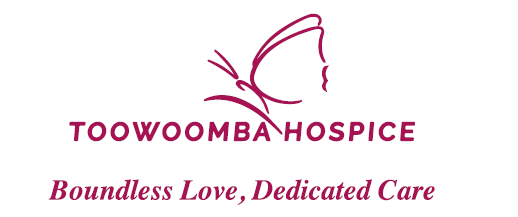 TOOWOOMBA HOSPICE
Boundless Love, Dedicated Care